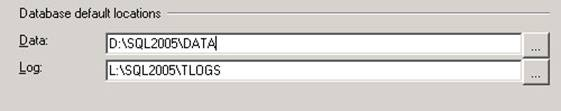 Database default locations
Data: D:\SQL2005\DATA ...
Log: L:\SQL2005\TLOGS ...